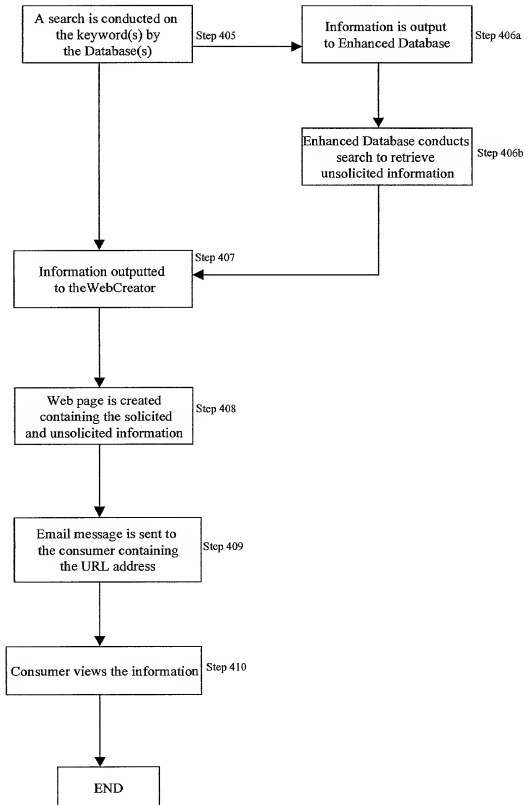 A search is conducted on
the keyword(s) by
the Database(s)
Step 405
Information is output
to Enhanced Database
Step 406a
Enhanced Database conducts
search to retrieve
unsolicited information
Step 406b
Step 407
Information outputted
to theWebCreator
Web page is created
containing the solicited
and unsolicited information
Step 408
Email message is sent to
the consumer containing
the URL address
Step 409
Consumer views the information
Step 410
END